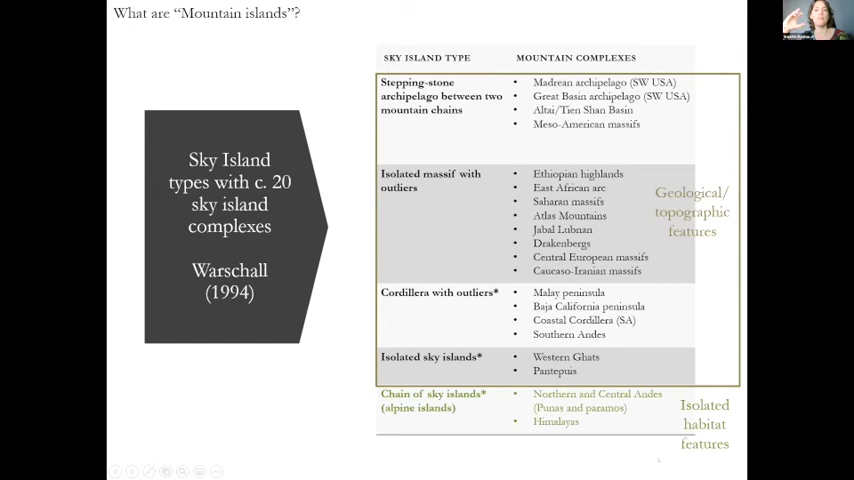 What are “Mountain islands”?
Sky Island
types with c. 20
sky island
complexes
Warschall
(1994)
SKY ISLAND TYPE MOUNTAIN COMPLEXES
Stepping-stone
archipelago between two
mountain chains
• Madrean archipelago (SW USA)
• Great Basin archipelago (SW USA)
• Altai/Tien Shan Basin
• Meso-American massifs
Isolated massif with
outliers
• Ethiopian highlands
• East African arc
• Saharan massifs
• Atlas Mountains
• Jabal Lubnan
• Drakenbergs
• Central European massifs
• Caucaso-Iranian massifs
Cordillera with outliers*
• Malay peninsula
• Baja California peninsula
• Coastal Cordillera (SA)
• Southern Andes
Isolated sky islands*
• Western Ghats
• Pantepuis
Chain of sky islands*
(alpine islands)
• Northern and Central Andes
(Punas and paramos)
• Himalayas
Geological/
topographic
features
Isolated
habitat
features